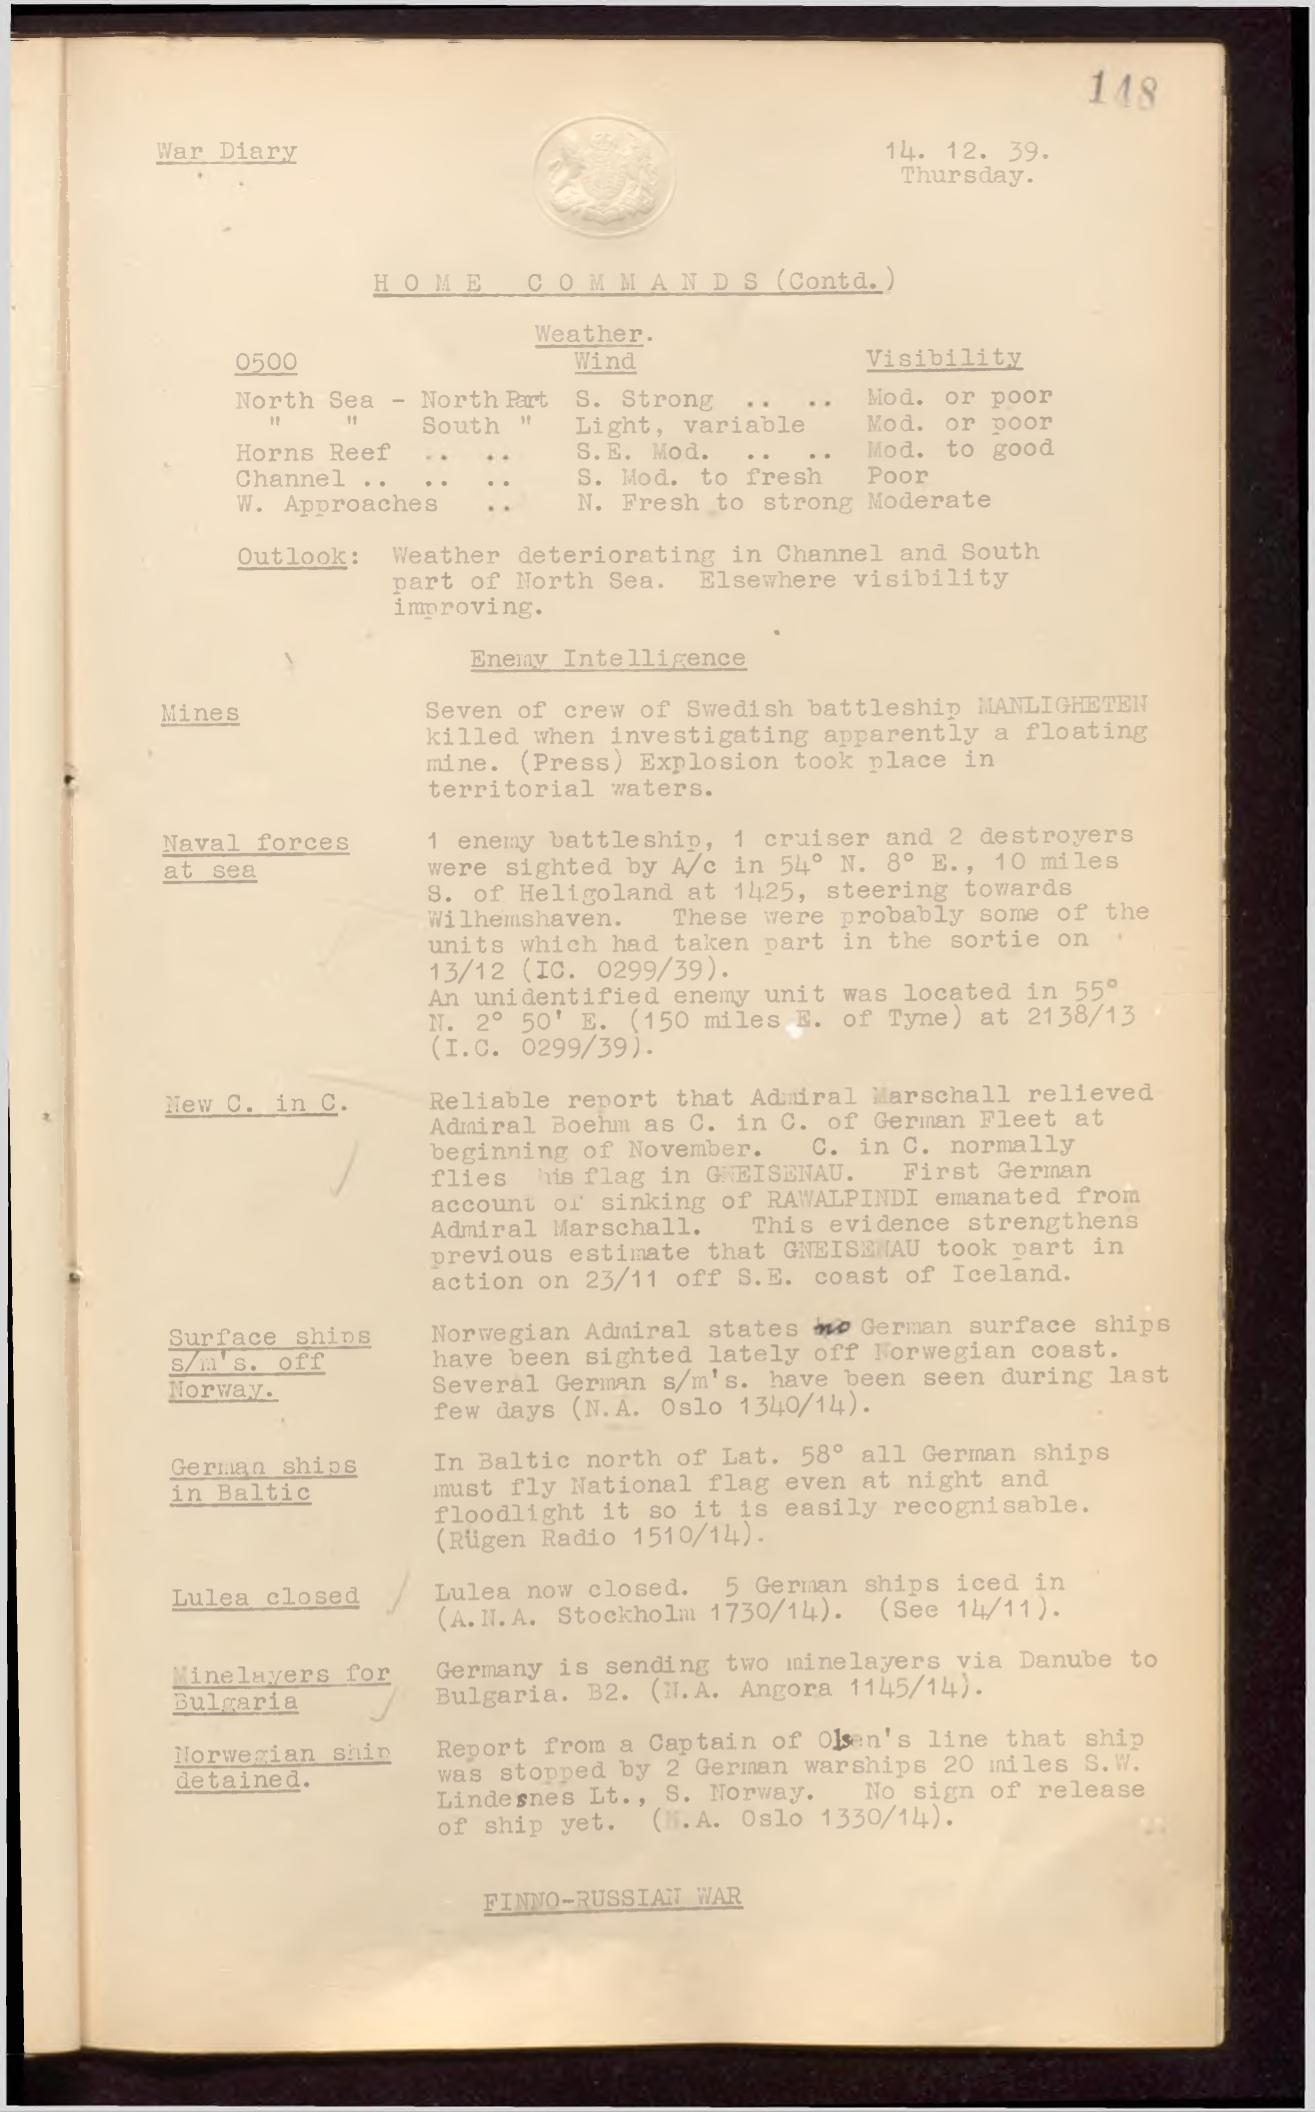 148
War Diary
14. 12. 39.
Thursday.
HOME COMMANDS (Contd.)
Weather.
0500 Wind Visibility
North Sea - North Part S. Strong .. .. Mod. or poor
" " South " Light, variable Mod. or poor
Horns Reef .. .. S.E. Mod. .. .. Mod. to good
Channel .. .. .. S. Mod. to fresh Poor
W. Approaches .. N. Fresh to strong Moderate
Outlook: Weather deteriorating in Channel and South
part of North Sea. Elsewhere visibility
improving.
Enemy Intelligence
Mines
Seven of crew of Swedish battleship MANLIGHETEN
killed when investigating apparently a floating
mine. (Press) Explosion took place in
territorial waters.
Naval forces
at sea
1 enemy battleship, 1 cruiser and 2 destroyers
were sighted by A/c in 54° N. 8° E., 10 miles
S. of Heligoland at 1425, steering towards
Wilhemshaven. These were probably some of the
units which had taken part in the sortie on
13/12 (IC. 0299/39).
An unidentified enemy unit was located in 55°
N. 2° 50' E. (150 miles E. of Tyne) at 2138/13
(I.C. 0299/39).
New C. in C.
Reliable report that Admiral Marschall relieved
Admiral Boehm as C. in C. of German Fleet at
beginning of November. C. in C. normally
flies his flag in GNEISENAU. First German
account of sinking of RAWALPINDI emanated from
Admiral Marschall. This evidence strengthens
previous estimate that GNEISENAU took part in
action on 23/11 off S.E. coast of Iceland.
Surface ships
s/m's. off
Norway.
Norwegian Admiral states no German surface ships
have been sighted lately off Norwegian coast.
Several German s/m's. have been seen during last
few days (N.A. Oslo 1340/14).
German ships
in Baltic
In Baltic north of Lat. 58° all German ships
must fly National flag even at night and
floodlight it so it is easily recognisable.
(Rügen Radio 1510/14).
Lulea closed
Lulea now closed. 5 German ships iced in
(A.N.A. Stockholm 1730/14). (See 14/11).
Minelayers for
Bulgaria
Germany is sending two minelayers via Danube to
Bulgaria. B2. (N.A. Angora 1145/14).
Norwegian ship
detained.
Report from a Captain of Olsen's line that ship
was stopped by 2 German warships 20 miles S.W.
Lindesnes Lt., S. Norway. No sign of release
of ship yet. (N.A. Oslo 1330/14).
FINNO-RUSSIAN WAR